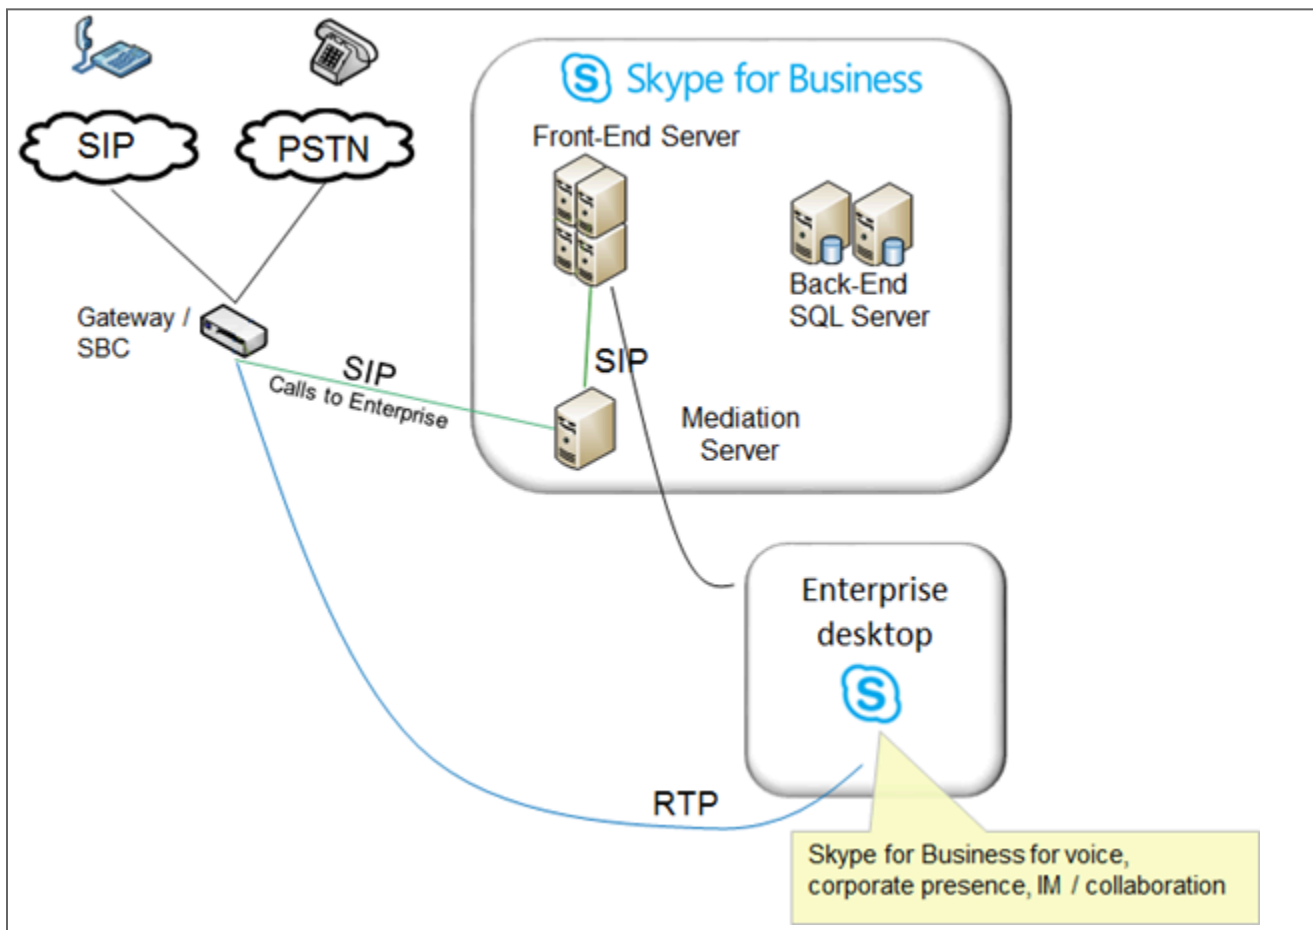 SIP
PSTN
Gateway /
SBC
SIP
Calls to Enterprise
S Skype for Business
Front-End Server
Back-End
SQL Server
SIP
Mediation
Server
Enterprise
desktop
S
RTP
Skype for Business for voice,
corporate presence, IM / collaboration